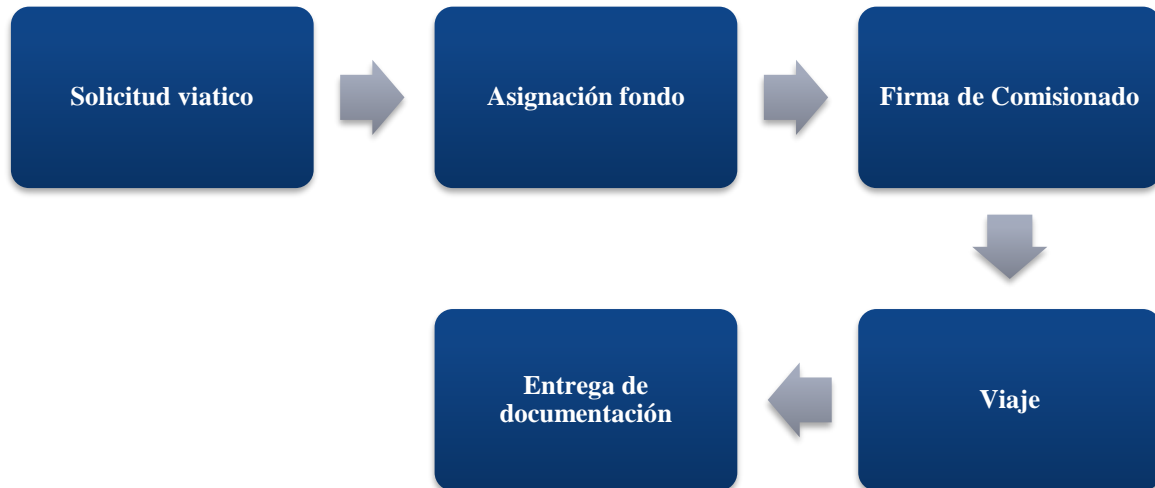 Solicitud viatico
Asignación fondo
Firma de Comisionado
Viaje
Entrega de
documentación